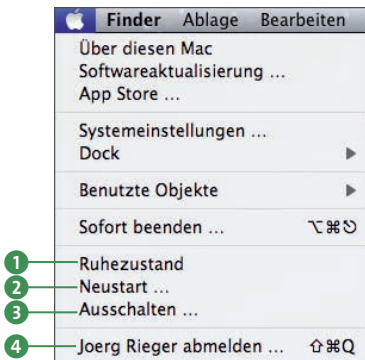 Finder Ablage Bearbeiten
Über diesen Mac
Softwareaktualisierung ...
App Store ...
Systemeinstellungen ...
Dock
Benutzte Objekte
Sofort beenden ... ⌥⌘⎋
1 Ruhezustand
2 Neustart ...
3 Ausschalten ...
4 Joerg Rieger abmelden ... ⇧⌘Q